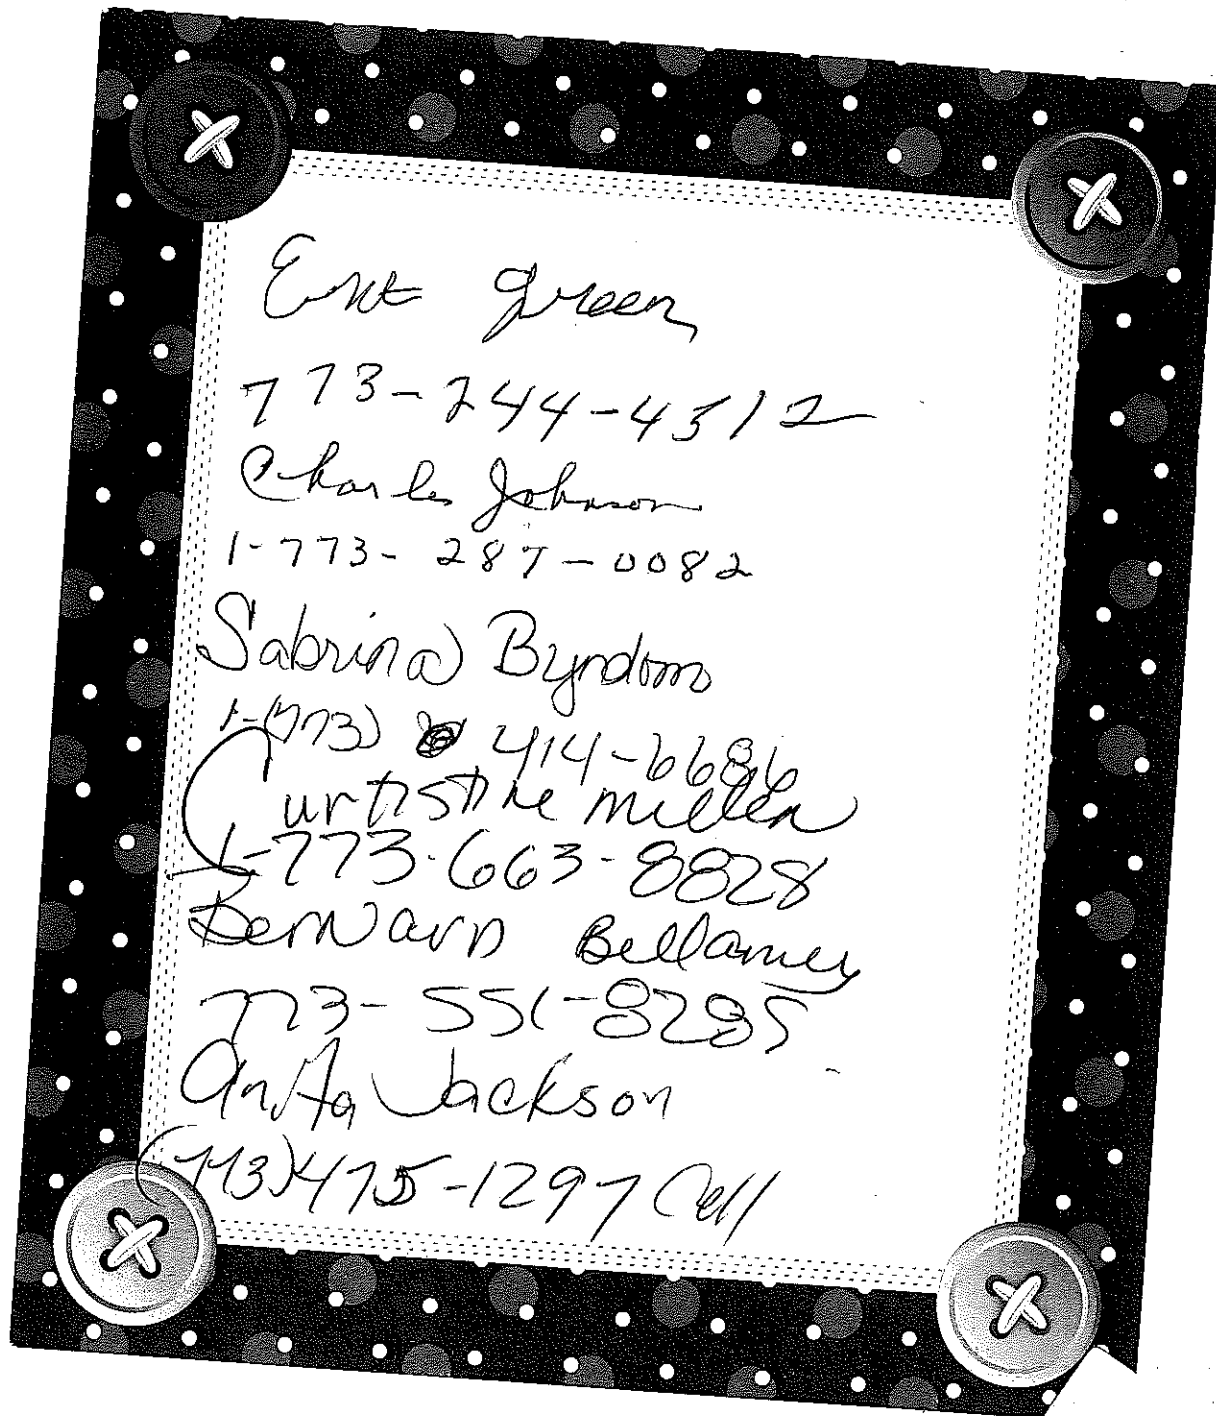 Green
773-244-4512
Charles Johnson
1-773-287-0082
Sabrina Byndom
1-(773) 414-6686
Curtistine Miller
1-773-663-8828
Bernard Bellamy
773-551-8285
Anita Jackson
(773)475-1297 Cell